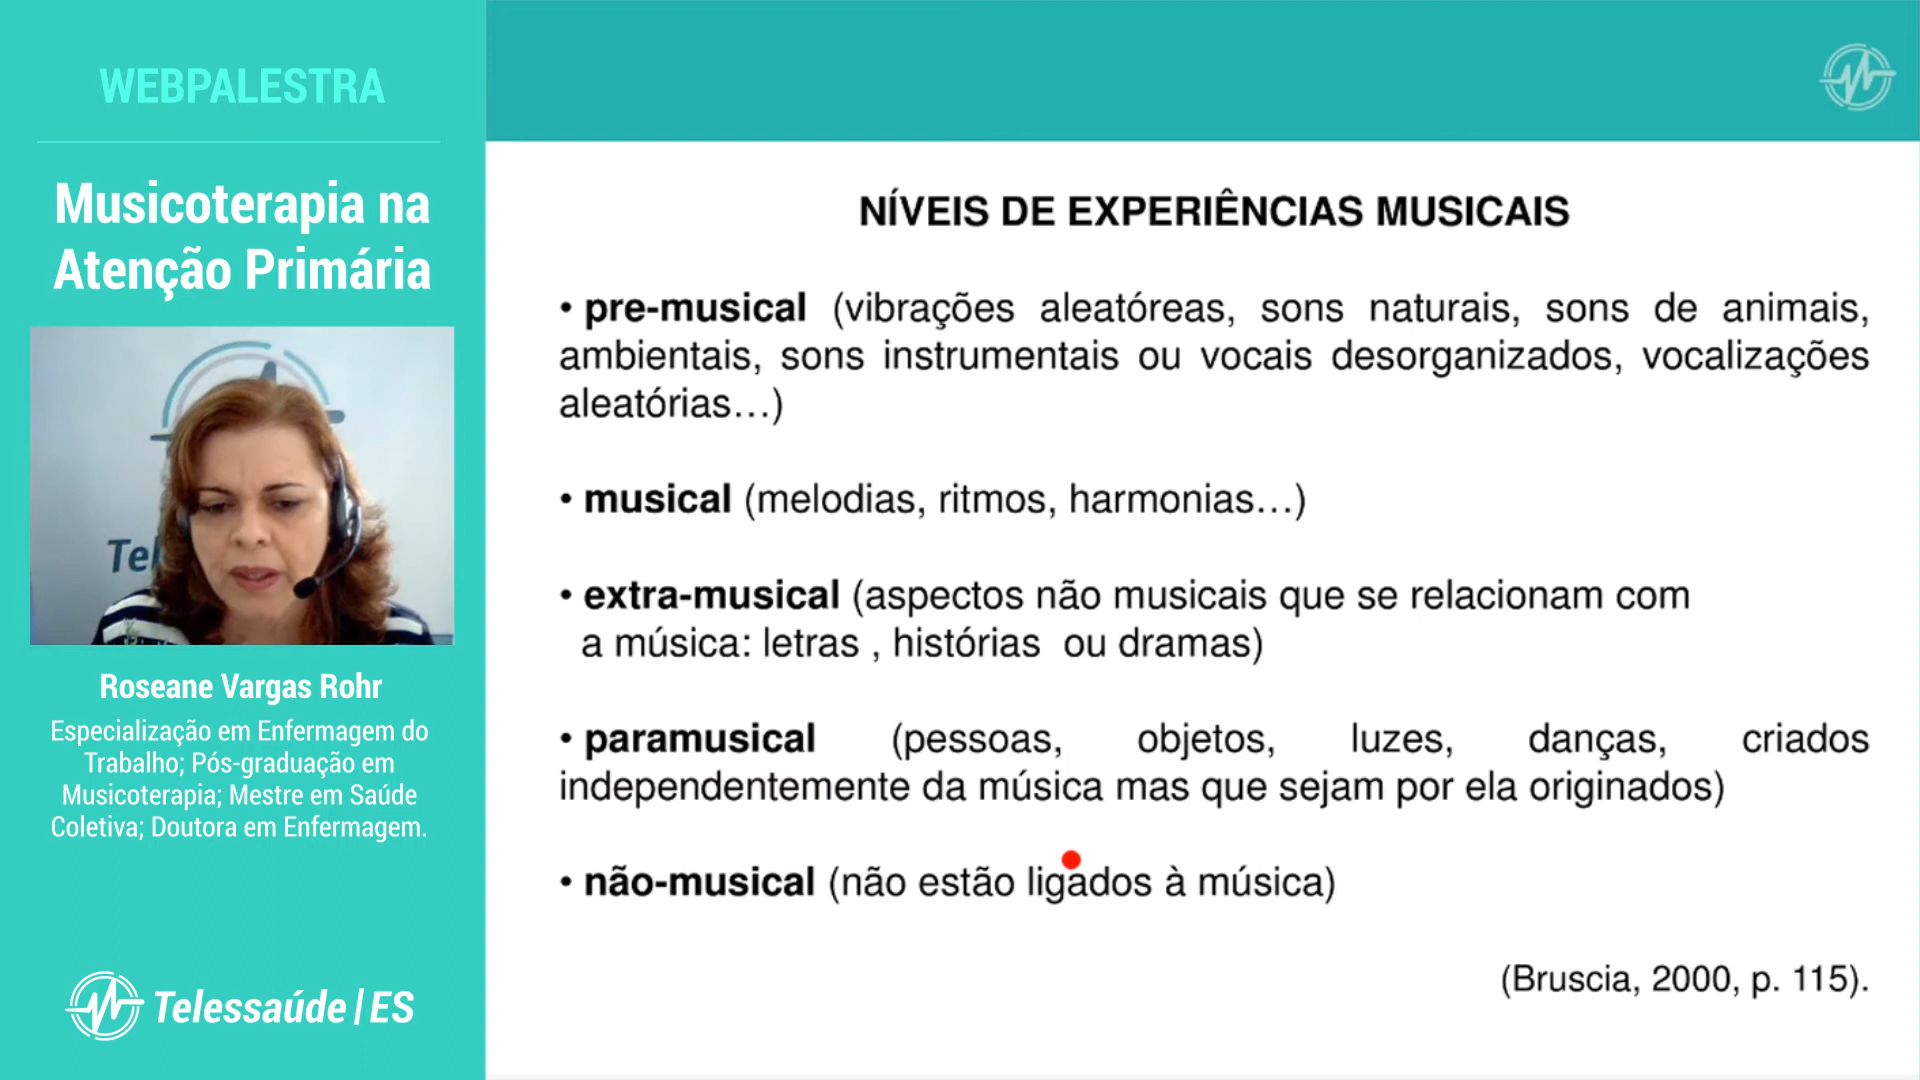 WEBPALESTRA
Musicoterapia na
Atenção Primária
Tel
Roseane Vargas Rohr
Especialização em Enfermagem do
Trabalho; Pós-graduação em
Musicoterapia; Mestre em Saúde
Coletiva; Doutora em Enfermagem.
Telessaúde|ES
NÍVEIS DE EXPERIÊNCIAS MUSICAIS
• pre-musical (vibrações aleatóreas, sons naturais, sons de animais,
ambientais, sons instrumentais ou vocais desorganizados, vocalizações
aleatórias…)
• musical (melodias, ritmos, harmonias…)
• extra-musical (aspectos não musicais que se relacionam com
a música: letras , histórias ou dramas)
• paramusical (pessoas, objetos, luzes, danças, criados
independentemente da música mas que sejam por ela originados)
• não-musical (não estão ligados à música)
(Bruscia, 2000, p. 115).